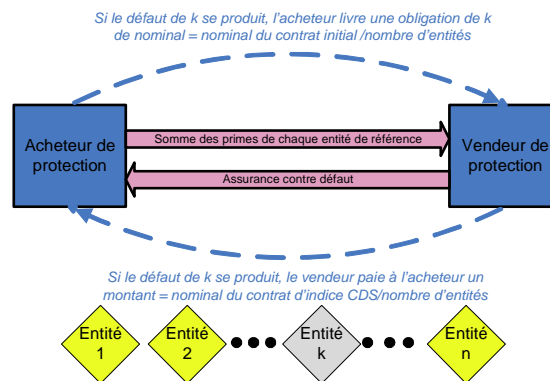 Si le défaut de k se produit, l'acheteur livre une obligation de k
de nominal = nominal du contrat initial /nombre d'entités
Acheteur de
protection
Somme des primes de chaque entité de référence
Assurance contre défaut
Vendeur de
protection
Si le défaut de k se produit, le vendeur paie à l'acheteur un
montant = nominal du contrat d'indice CDS/nombre d'entités
Entité
1
Entité
2
Entité
k
Entité
n